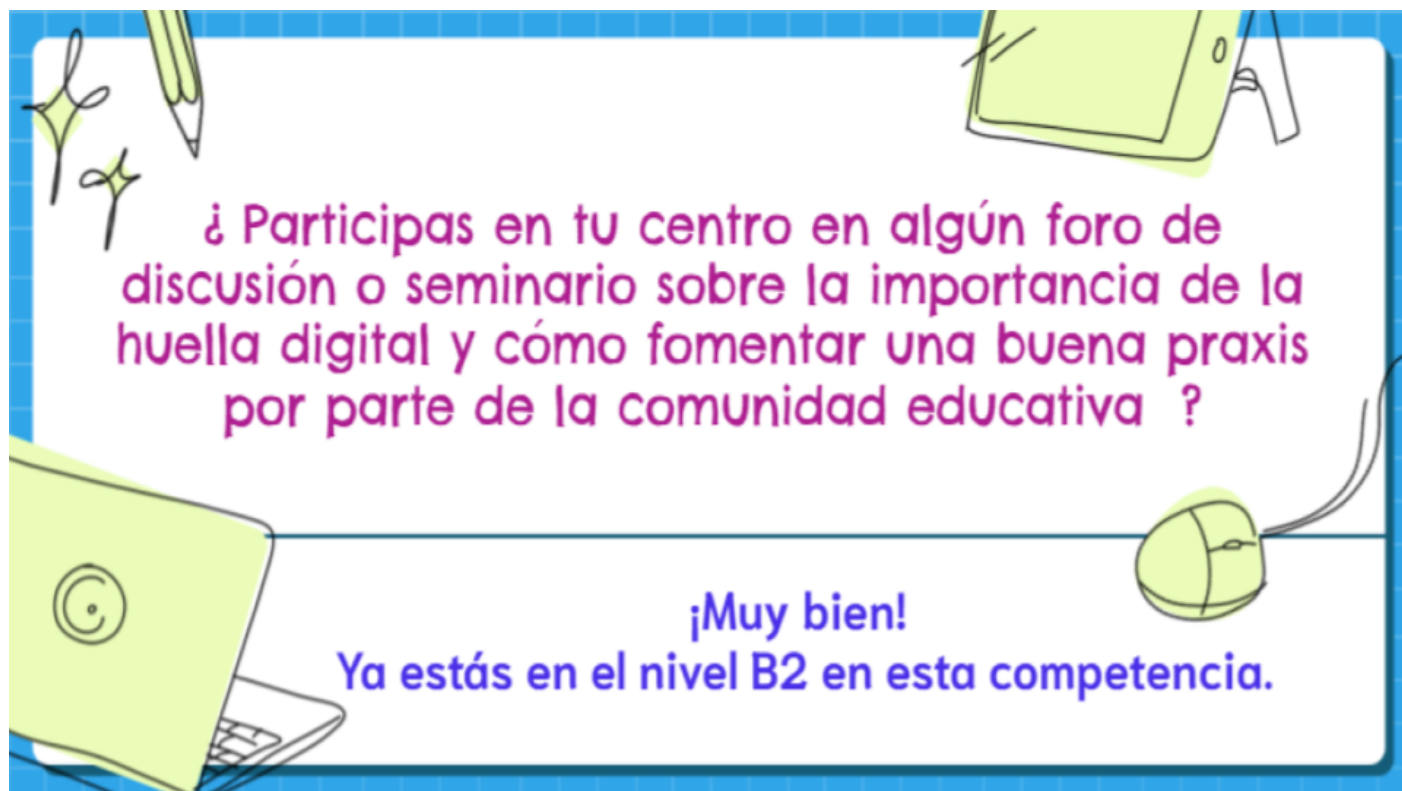 ¿ Participas en tu centro en algún foro de
discusión o seminario sobre la importancia de la
huella digital y cómo fomentar una buena praxis
por parte de la comunidad educativa ?
¡Muy bien!
Ya estás en el nivel B2 en esta competencia.